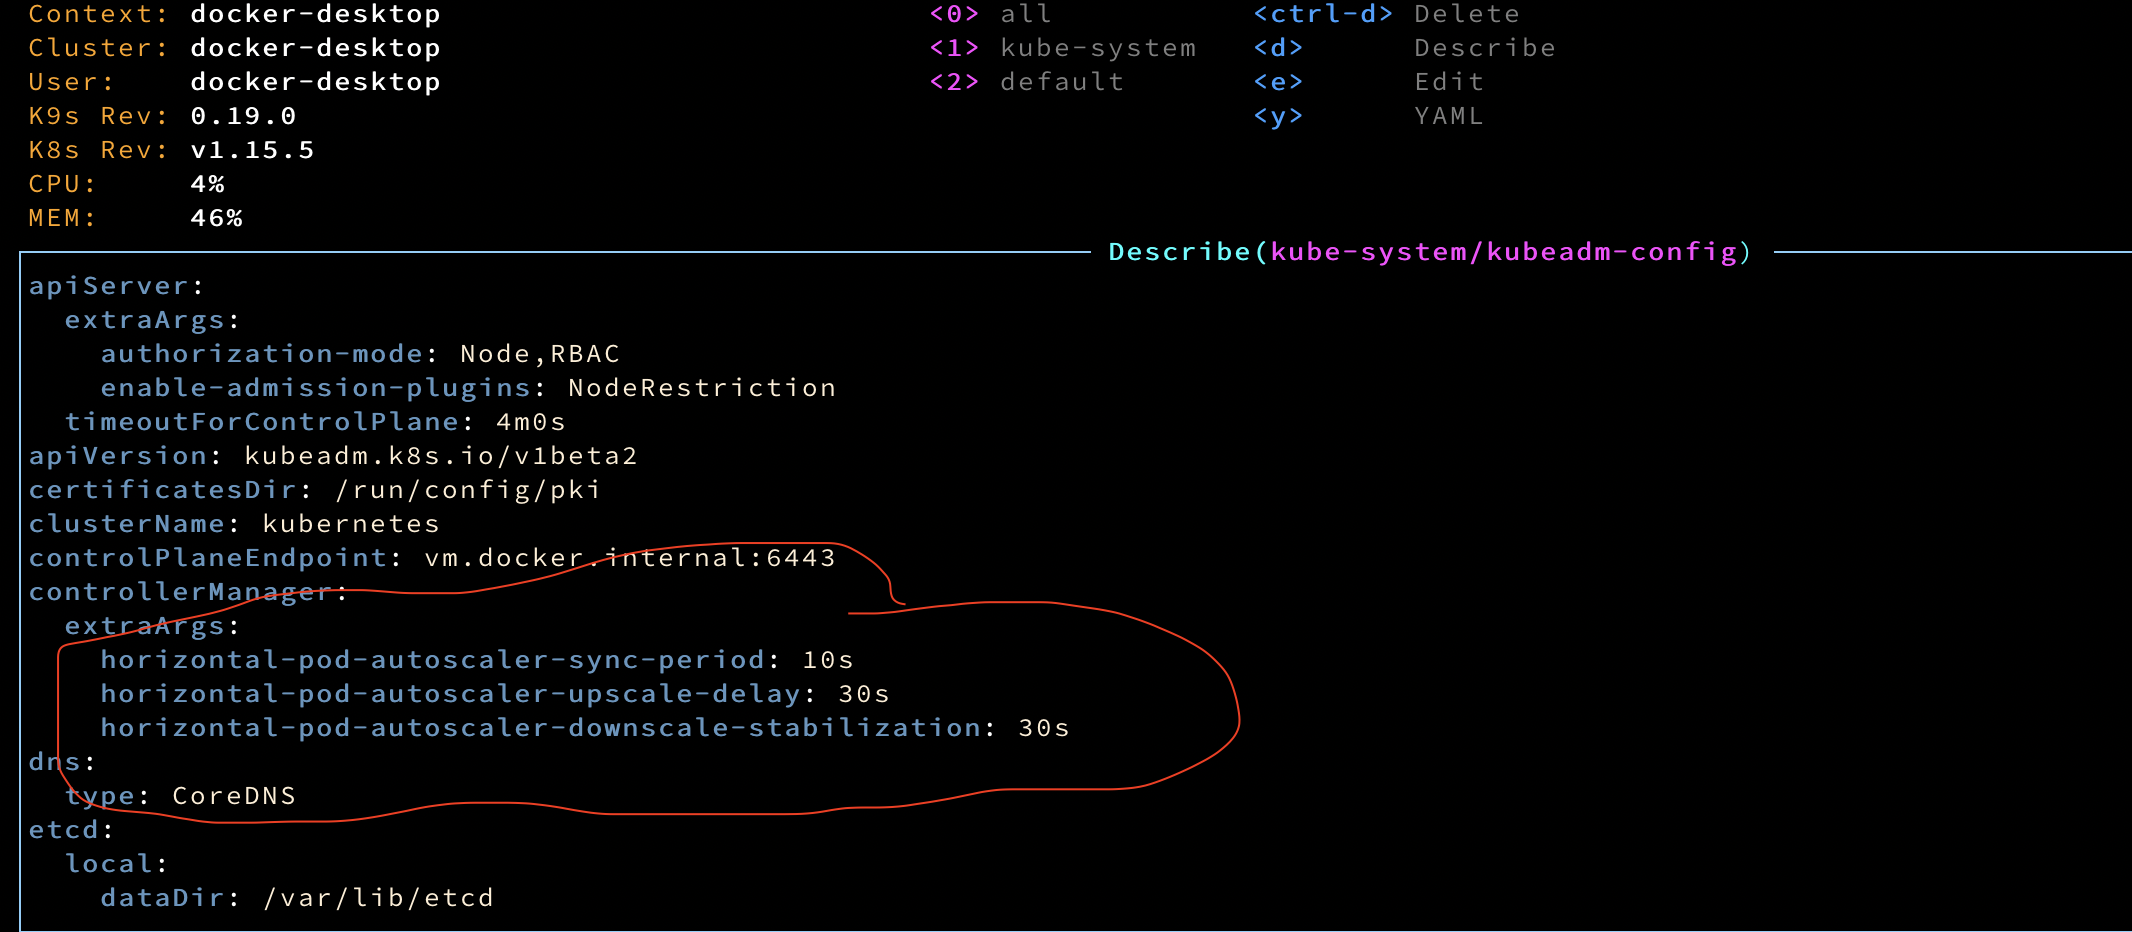 Context: docker-desktop <0> all <ctrl-d> Delete
Cluster: docker-desktop <1> kube-system <d> Describe
User: docker-desktop <2> default <e> Edit
K9s Rev: 0.19.0 <y> YAML
K8s Rev: v1.15.5
CPU: 4%
MEM: 46%
Describe(kube-system/kubeadm-config)
apiServer:
extraArgs:
authorization-mode: Node,RBAC
enable-admission-plugins: NodeRestriction
timeoutForControlPlane: 4m0s
apiVersion: kubeadm.k8s.io/v1beta2
certificatesDir: /run/config/pki
clusterName: kubernetes
controlPlaneEndpoint: vm.docker.internal:6443
controllerManager:
extraArgs:
horizontal-pod-autoscaler-sync-period: 10s
horizontal-pod-autoscaler-upscale-delay: 30s
horizontal-pod-autoscaler-downscale-stabilization: 30s
dns:
type: CoreDNS
etcd:
local:
dataDir: /var/lib/etcd